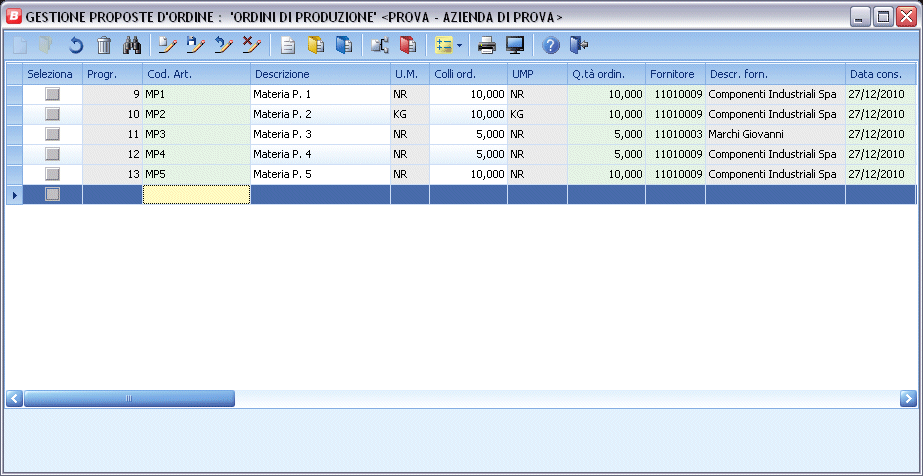 B GESTIONE PROPOSTE D'ORDINE : 'ORDINI DI PRODUZIONE' <PROVA - AZIENDA DI PROVA>
Seleziona Progr. Cod. Art. Descrizione U.M. Colli ord. UMP Q.tà ordin. Fornitore Descr. forn. Data cons.
9 MP1 Materia P. 1 NR 10,000 NR 10,000 11010009 Componenti Industriali Spa 27/12/2010
10 MP2 Materia P. 2 KG 10,000 KG 10,000 11010009 Componenti Industriali Spa 27/12/2010
11 MP3 Materia P. 3 NR 5,000 NR 5,000 11010003 Marchi Giovanni 27/12/2010
12 MP4 Materia P. 4 NR 5,000 NR 5,000 11010009 Componenti Industriali Spa 27/12/2010
13 MP5 Materia P. 5 NR 10,000 NR 10,000 11010009 Componenti Industriali Spa 27/12/2010